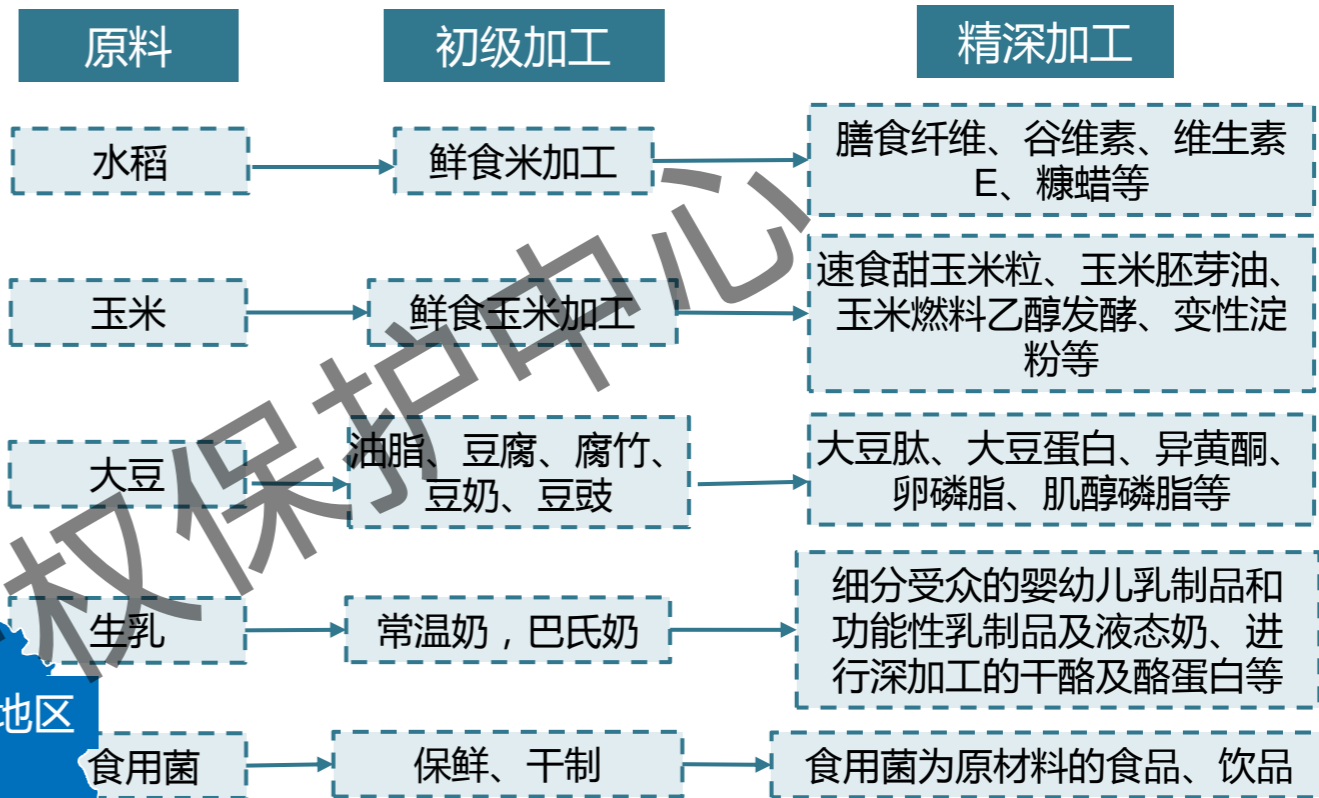 原料
初级加工
精深加工
水稻
鲜食米加工
膳食纤维、谷维素、维生素
E、糠蜡等
玉米
鲜食玉米加工
速食甜玉米粒、玉米胚芽油、
玉米燃料乙醇发酵、变性淀
粉等
大豆
油脂、豆腐、腐竹、
豆奶、豆豉
大豆肽、大豆蛋白、异黄酮、
卵磷脂、肌醇磷脂等
生乳
常温奶，巴氏奶
细分受众的婴幼儿乳制品和
功能性乳制品及液态奶、进
行深加工的干酪及酪蛋白等
食用菌
保鲜、干制
食用菌为原材料的食品、饮品
地区
权保护中心